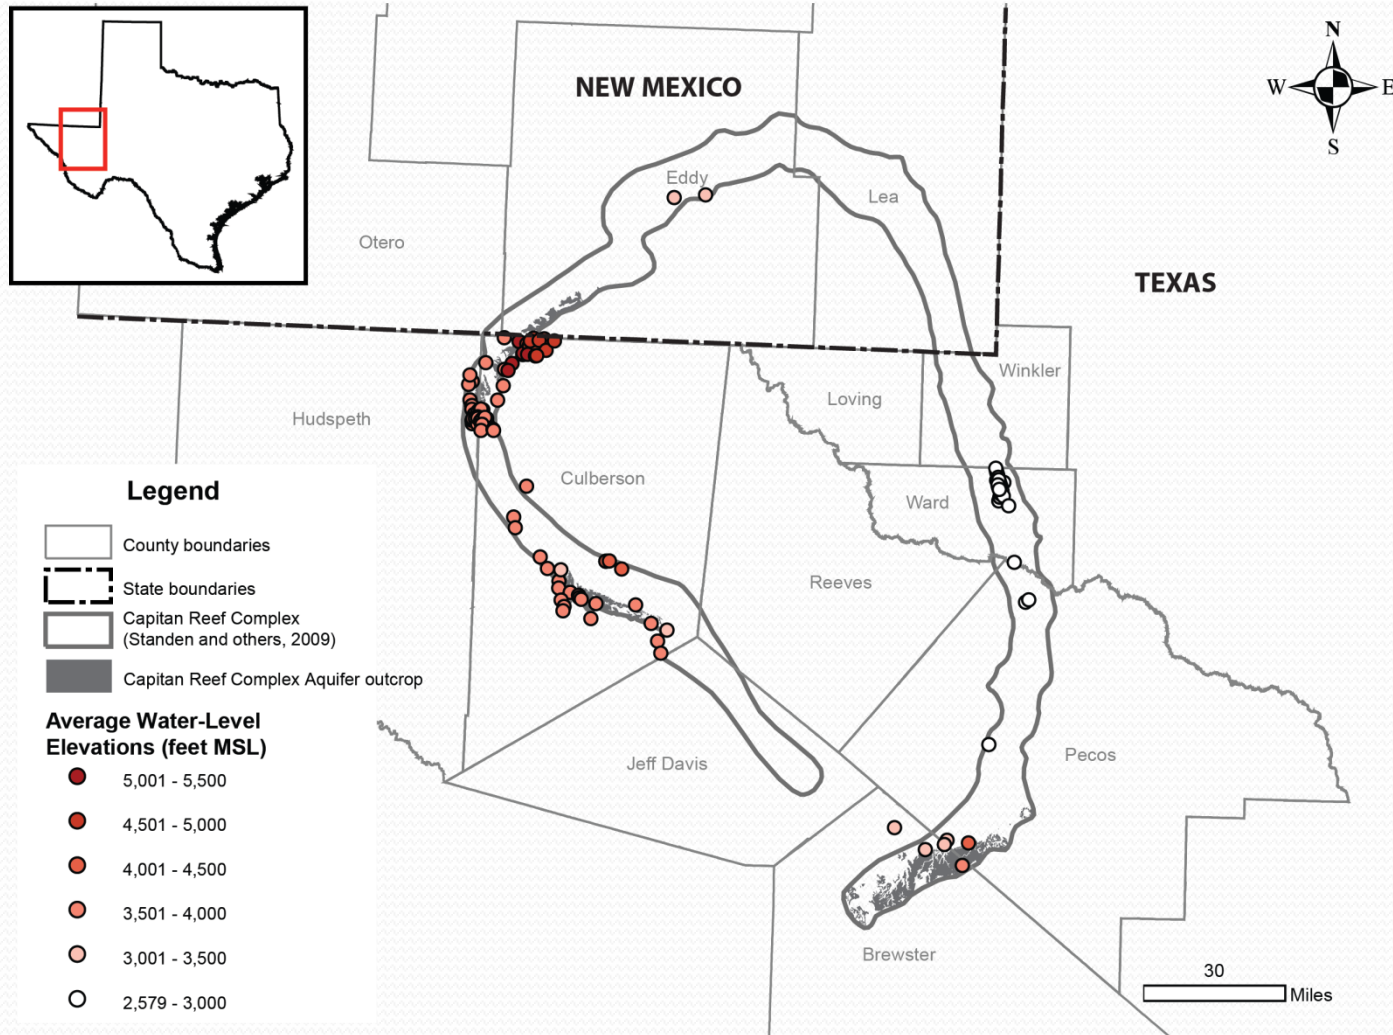 N
W E
S
NEW MEXICO
TEXAS
Eddy
Lea
Otero
Winkler
Loving
Hudspeth
Culberson
Ward
Reeves
Pecos
Jeff Davis
Brewster
Legend
County boundaries
State boundaries
Capitan Reef Complex
(Standen and others, 2009)
Capitan Reef Complex Aquifer outcrop
Average Water-Level
Elevations (feet MSL)
5,001 - 5,500
4,501 - 5,000
4,001 - 4,500
3,501 - 4,000
3,001 - 3,500
2,579 - 3,000
30
Miles